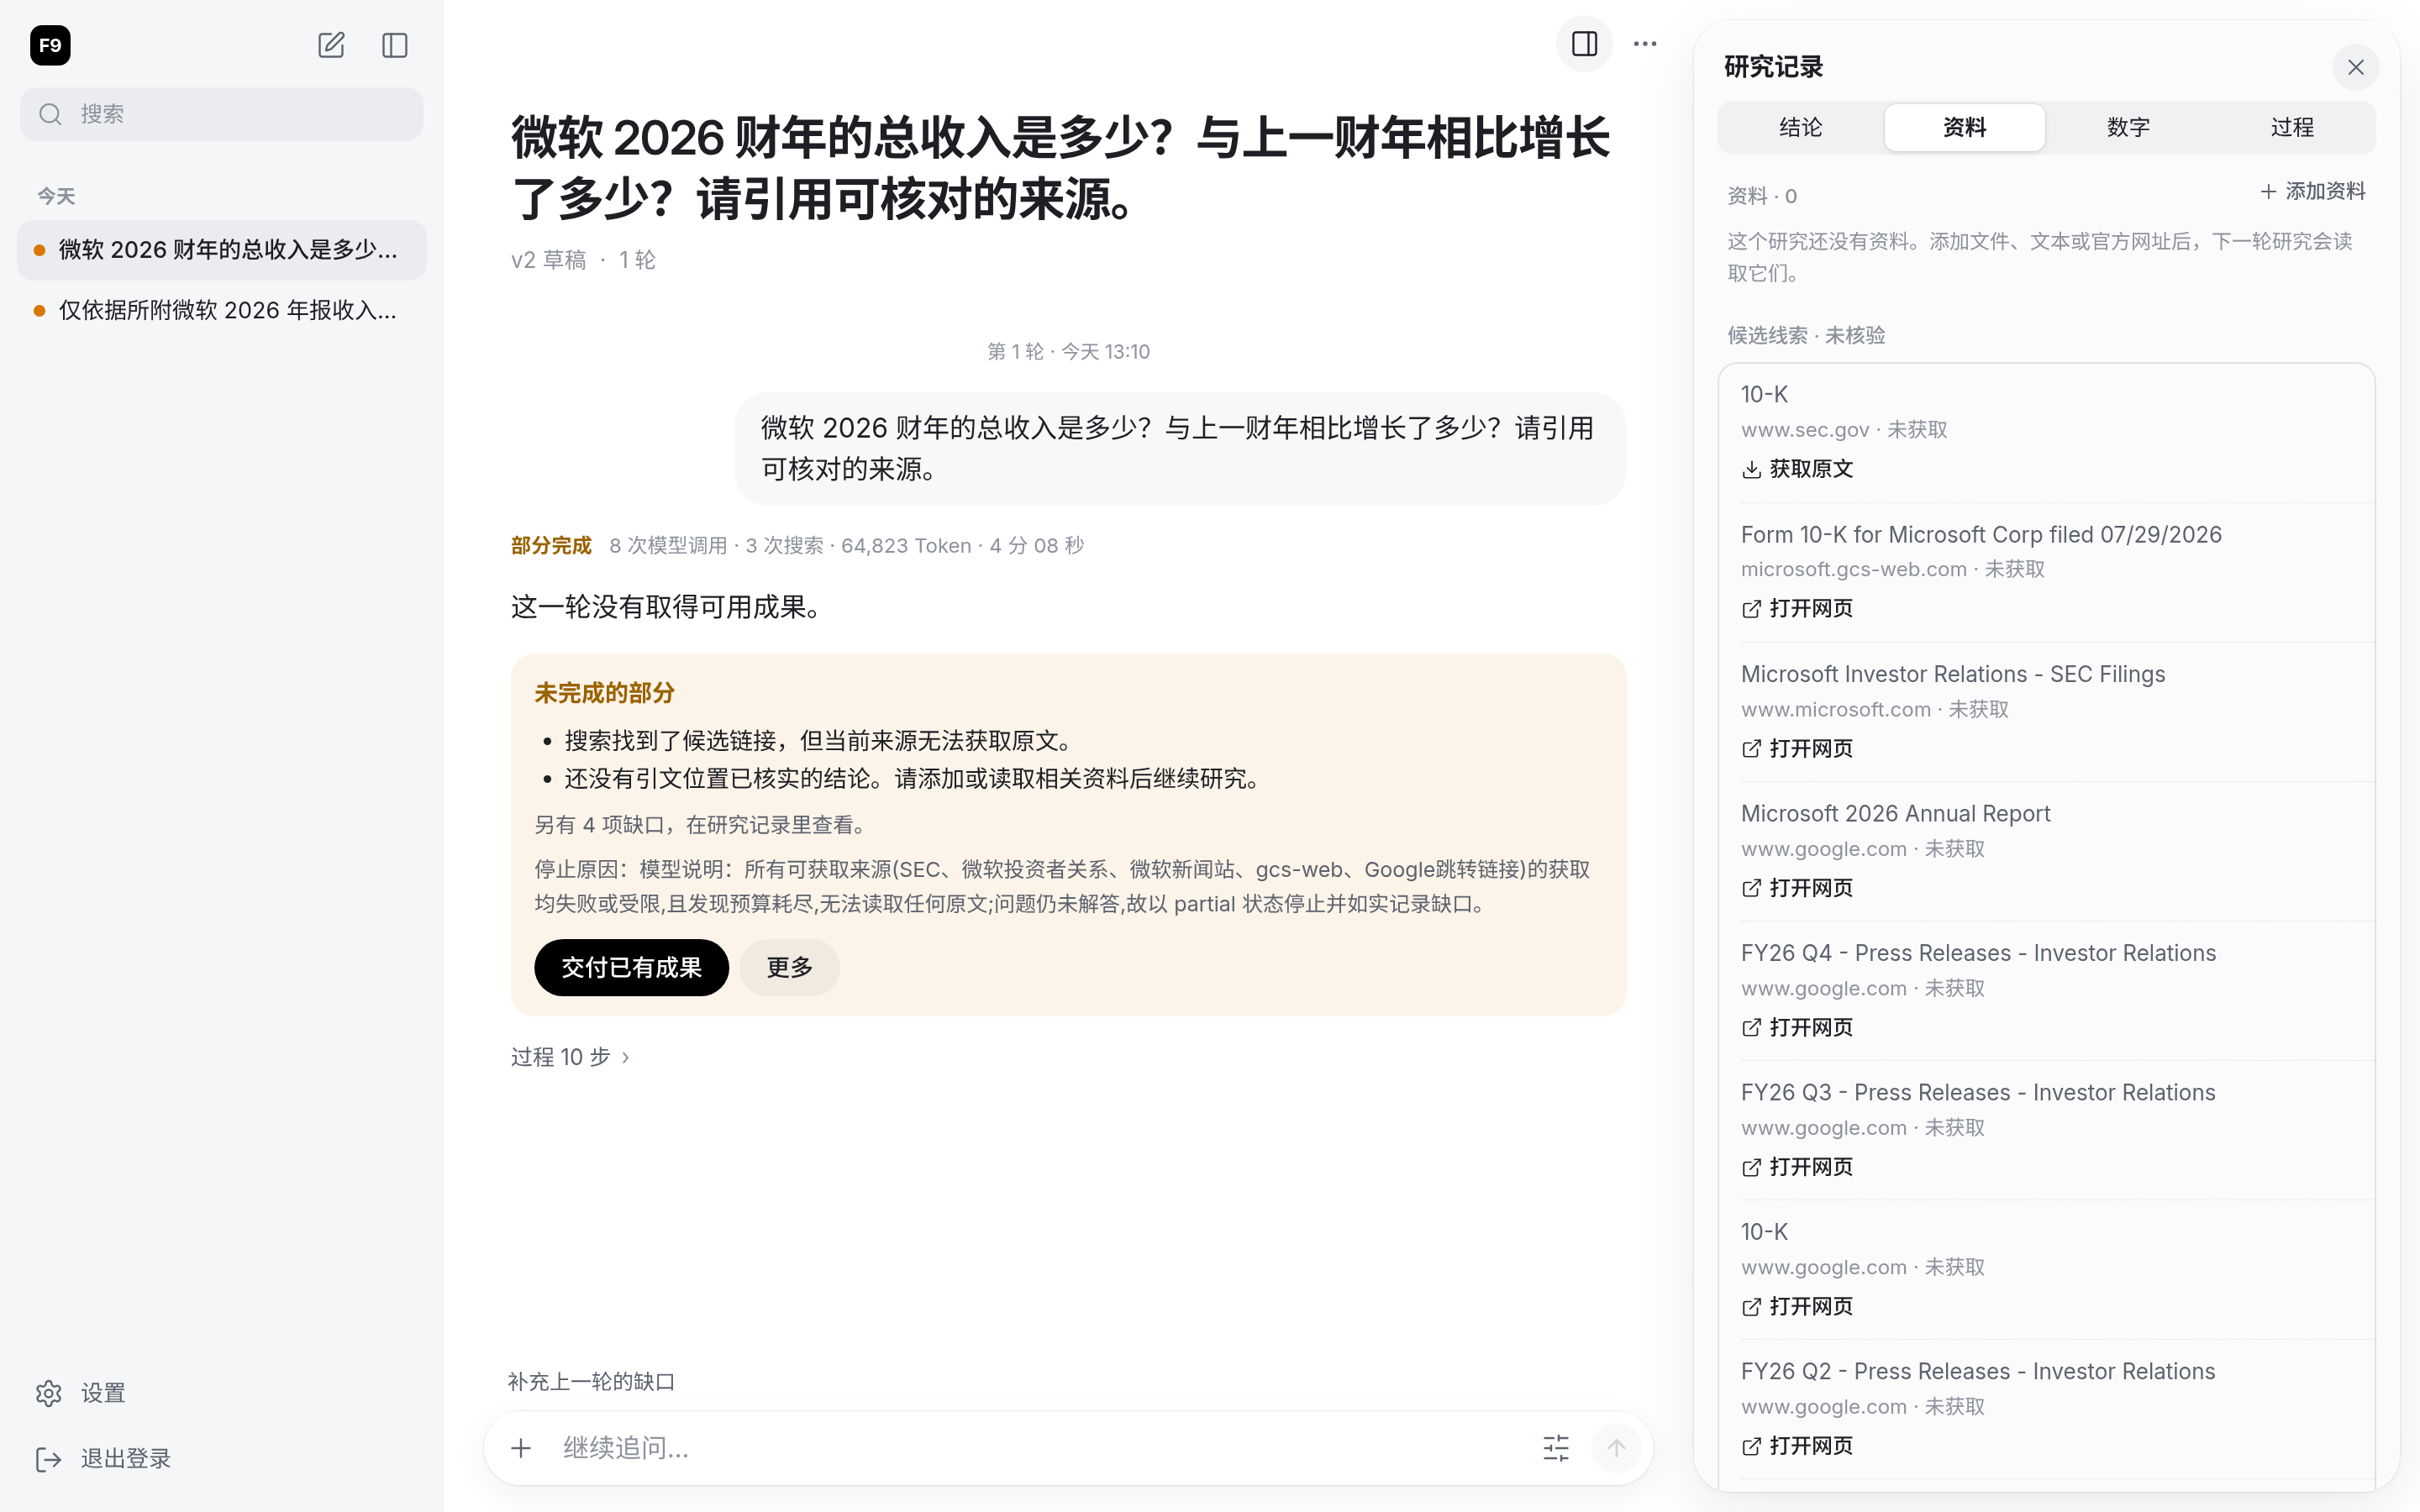 F9
搜索
今天
微软 2026 财年的总收入是多少...
仅依据所附微软 2026 年报收入...
设置
退出登录
微软 2026 财年的总收入是多少？与上一财年相比增长
了多少？请引用可核对的来源。
v2 草稿 · 1 轮
第 1 轮 · 今天 13:10
微软 2026 财年的总收入是多少？与上一财年相比增长了多少？请引用
可核对的来源。
部分完成 8 次模型调用 · 3 次搜索 · 64,823 Token · 4 分 08 秒
这一轮没有取得可用成果。
未完成的部分
• 搜索找到了候选链接，但当前来源无法获取原文。
• 还没有引文位置已核实的结论。请添加或读取相关资料后继续研究。
另有 4 项缺口，在研究记录里查看。
停止原因：模型说明：所有可获取来源(SEC、微软投资者关系、微软新闻站、gcs-web、Google跳转链接)的获取
均失败或受限,且发现预算耗尽,无法读取任何原文;问题仍未解答,故以 partial 状态停止并如实记录缺口。
交付已有成果 更多
过程 10 步 ›
补充上一轮的缺口
继续追问...
研究记录
结论 资料 数字 过程
资料 · 0 + 添加资料
这个研究还没有资料。添加文件、文本或官方网址后，下一轮研究会读
取它们。
候选线索 · 未核验
10-K
www.sec.gov · 未获取
获取原文
Form 10-K for Microsoft Corp filed 07/29/2026
microsoft.gcs-web.com · 未获取
打开网页
Microsoft Investor Relations - SEC Filings
www.microsoft.com · 未获取
打开网页
Microsoft 2026 Annual Report
www.google.com · 未获取
打开网页
FY26 Q4 - Press Releases - Investor Relations
www.google.com · 未获取
打开网页
FY26 Q3 - Press Releases - Investor Relations
www.google.com · 未获取
打开网页
10-K
www.google.com · 未获取
打开网页
FY26 Q2 - Press Releases - Investor Relations
www.google.com · 未获取
打开网页